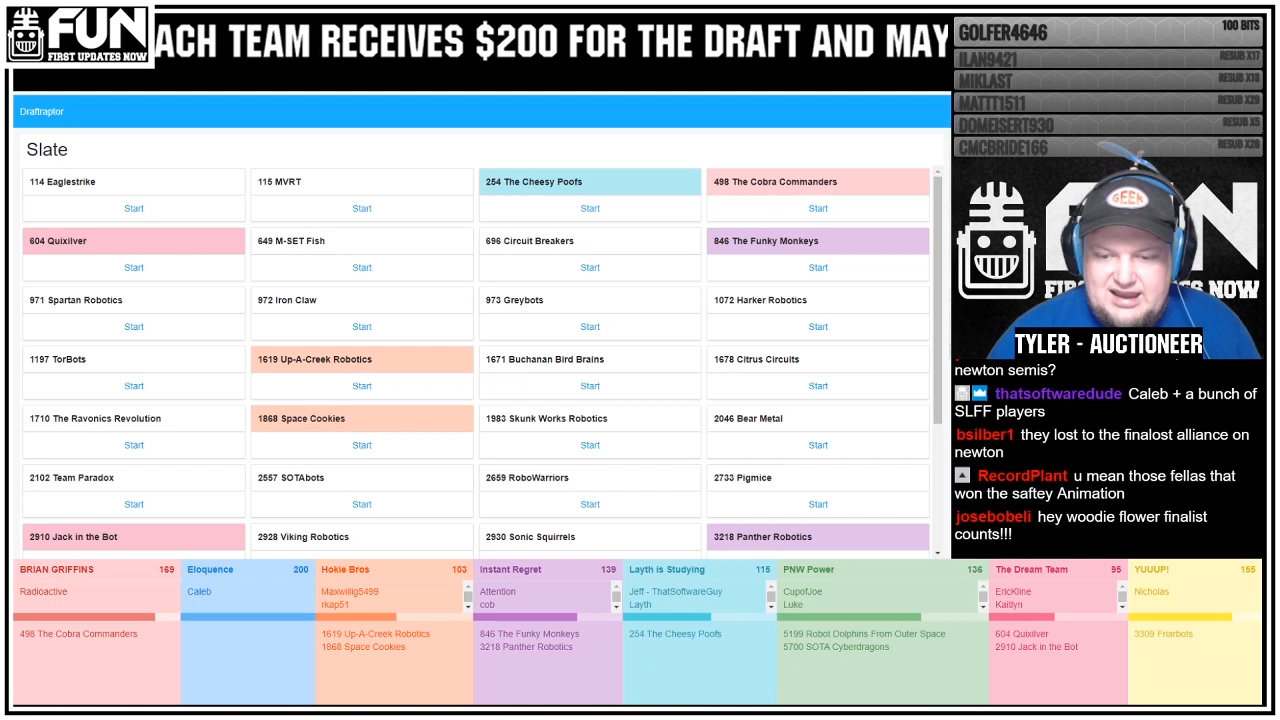 FUN
FIRST UPDATES NOW
ACH TEAM RECEIVES $200 FOR THE DRAFT AND MAY
Draftraptor
Slate
114 Eaglestrike
Start
115 MVRT
Start
254 The Cheesy Poofs
Start
498 The Cobra Commanders
Start
604 Quixilver
Start
649 M-SET Fish
Start
696 Circuit Breakers
Start
846 The Funky Monkeys
Start
971 Spartan Robotics
Start
972 Iron Claw
Start
973 Greybots
Start
1072 Harker Robotics
Start
1197 TorBots
Start
1619 Up-A-Creek Robotics
Start
1671 Buchanan Bird Brains
Start
1678 Citrus Circuits
Start
1710 The Ravonics Revolution
Start
1868 Space Cookies
Start
1983 Skunk Works Robotics
Start
2046 Bear Metal
Start
2102 Team Paradox
Start
2557 SOTAbots
Start
2659 RoboWarriors
Start
2733 Pigmice
Start
2910 Jack in the Bot
2928 Viking Robotics
2930 Sonic Squirrels
3218 Panther Robotics
BRIAN GRIFFINS 169
Radioactive
498 The Cobra Commanders
Eloquence 200
Caleb
Hokie Bros 103
Maxwillig5499
rkap51
1619 Up-A-Creek Robotics
1868 Space Cookies
Instant Regret 139
Attention
cob
846 The Funky Monkeys
3218 Panther Robotics
Layth is Studying 115
Jeff - ThatSoftwareGuy
Layth
254 The Cheesy Poofs
PNW Power 136
CupofJoe
Luke
5199 Robot Dolphins From Outer Space
5700 SOTA Cyberdragons
The Dream Team 95
ErickLine
Kaitlyn
604 Quixilver
2910 Jack in the Bot
YUUUP! 155
Nicholas
3309 Friarbots
GOLFER4646 100 BITS
ILAN9421 RESUB X17
MIKLAST RESUB X18
MATTT1511 RESUB X29
DOMEISERT930 RESUB X5
CMCBRIDE166 RESUB X28
GEEK
TYLER - AUCTIONEER
newton semis?
thatsoftwaredude Caleb + a bunch of
SLFF players
bsilber1 they lost to the finalost alliance on
newton
RecordPlant u mean those fellas that
won the saftey Animation
josebobeli hey woodie flower finalist
counts!!!